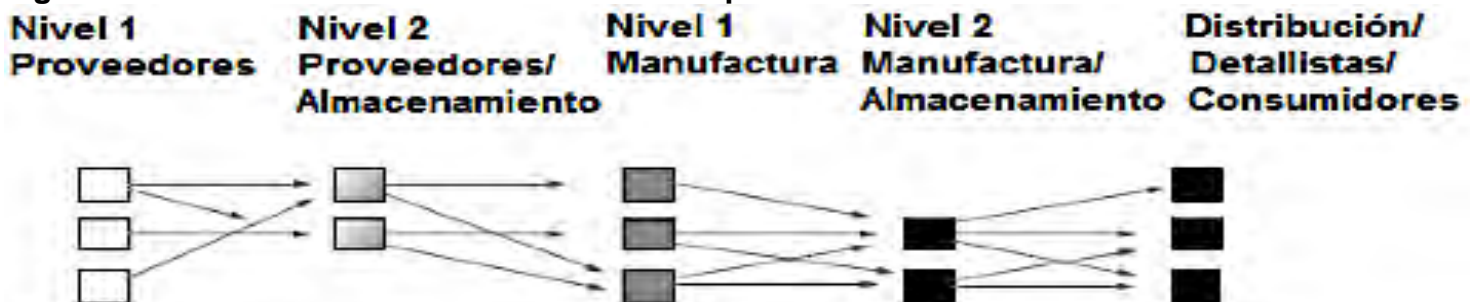 Nivel 1
Proveedores
Nivel 2
Proveedores/
Almacenamiento
Nivel 1
Manufactura
Nivel 2
Manufactura/
Almacenamiento
Distribución/
Detallistas/
Consumidores